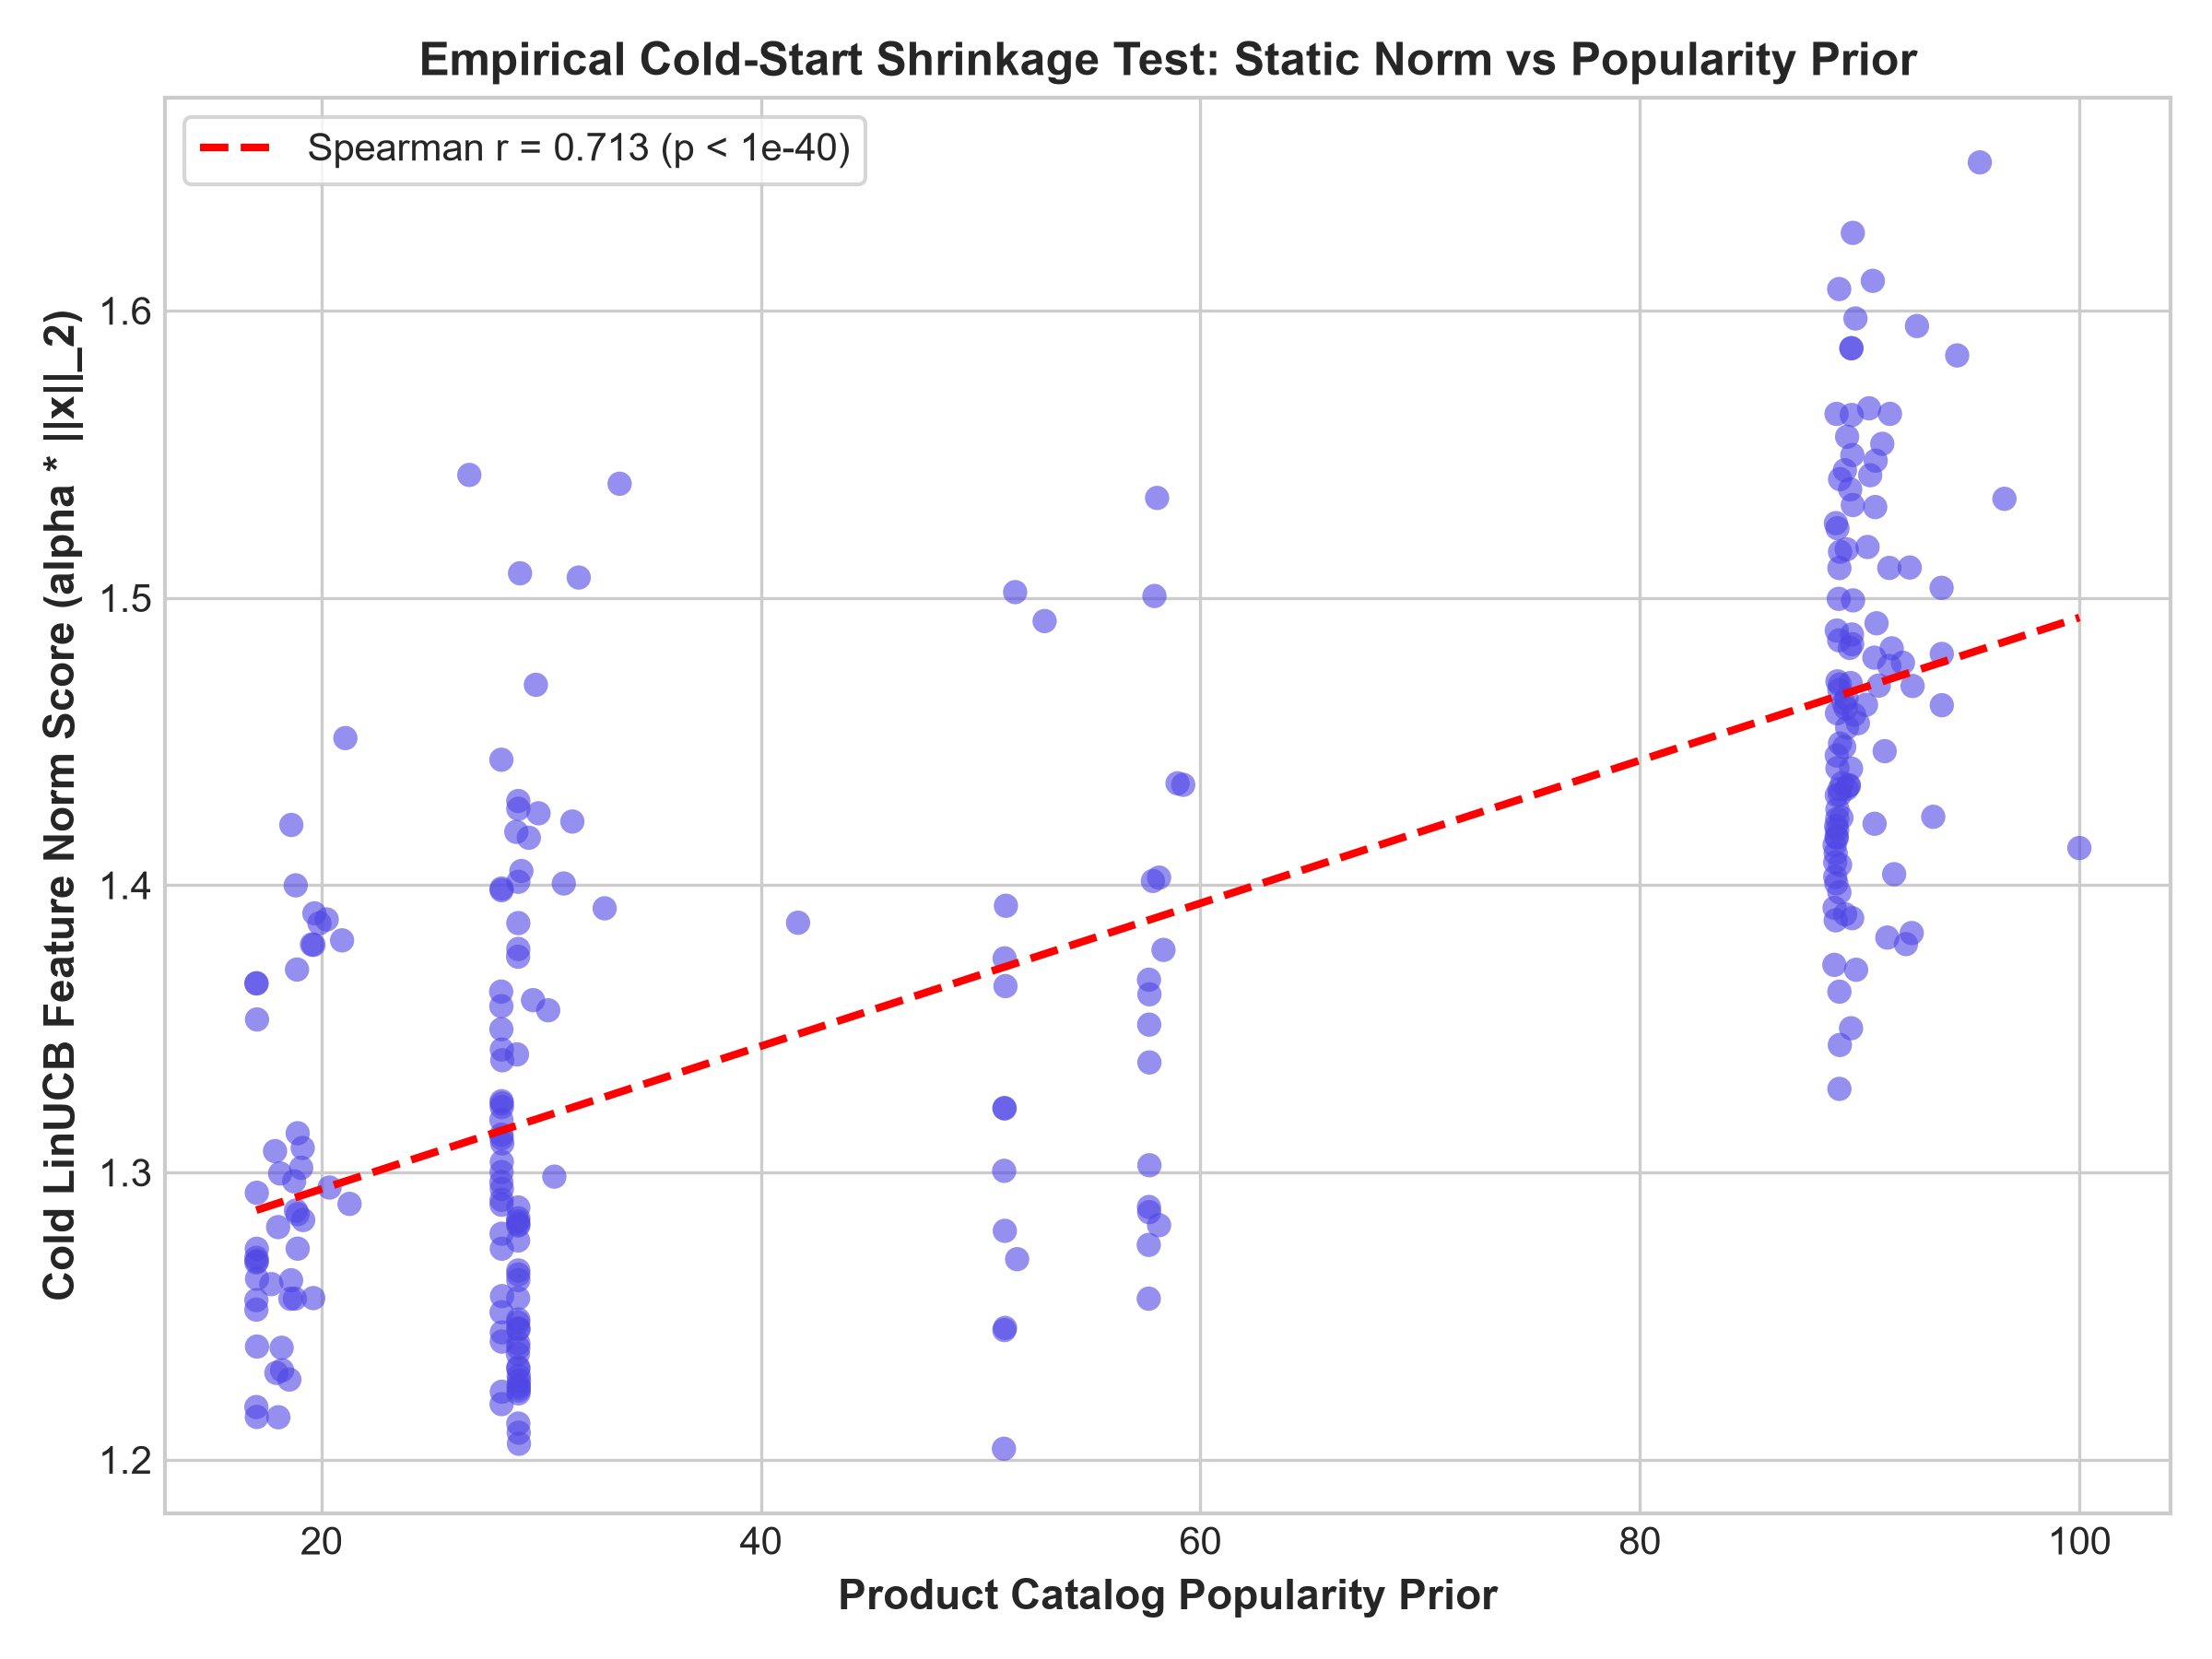 Empirical Cold-Start Shrinkage Test: Static Norm vs Popularity Prior
Spearman r = 0.713 (p < 1e-40)
Cold LinUCB Feature Norm Score (alpha * ||x||_2)
1.6
1.5
1.4
1.3
1.2
20 40 60 80 100
Product Catalog Popularity Prior